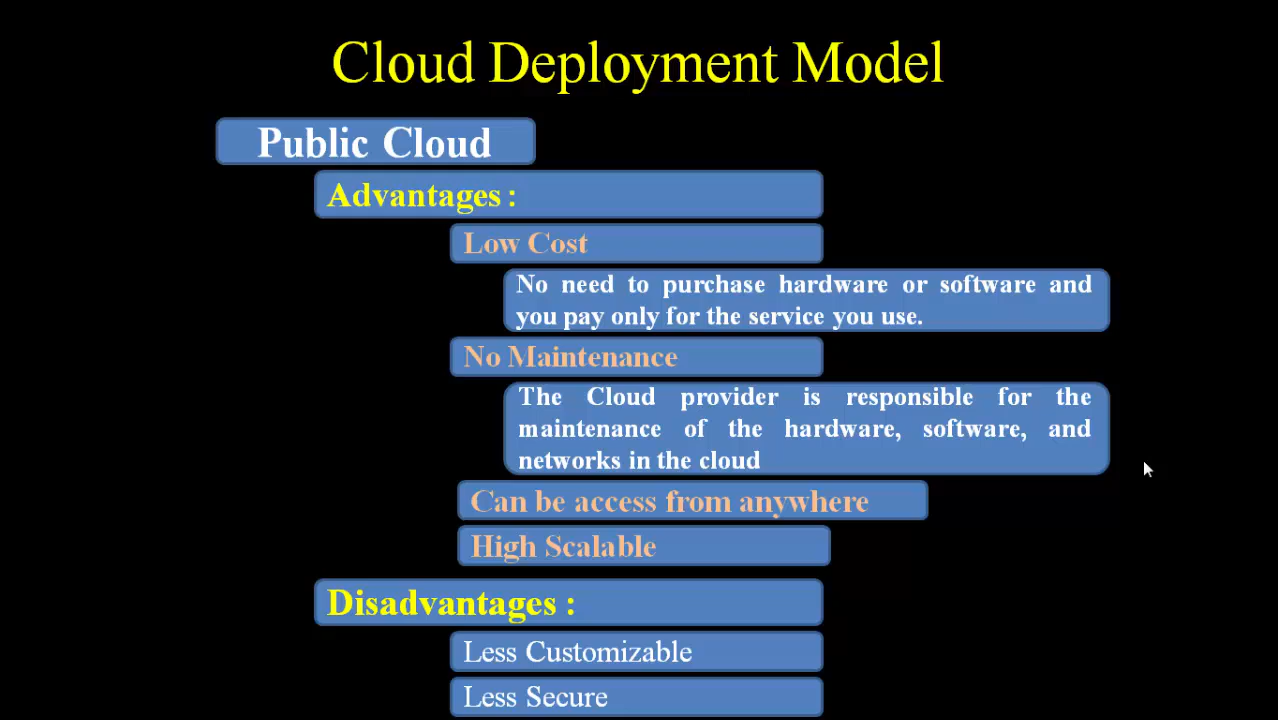 Cloud Deployment Model
Public Cloud
Advantages :
Low Cost
No need to purchase hardware or software and
you pay only for the service you use.
No Maintenance
The Cloud provider is responsible for the
maintenance of the hardware, software, and
networks in the cloud
Can be access from anywhere
High Scalable
Disadvantages :
Less Customizable
Less Secure